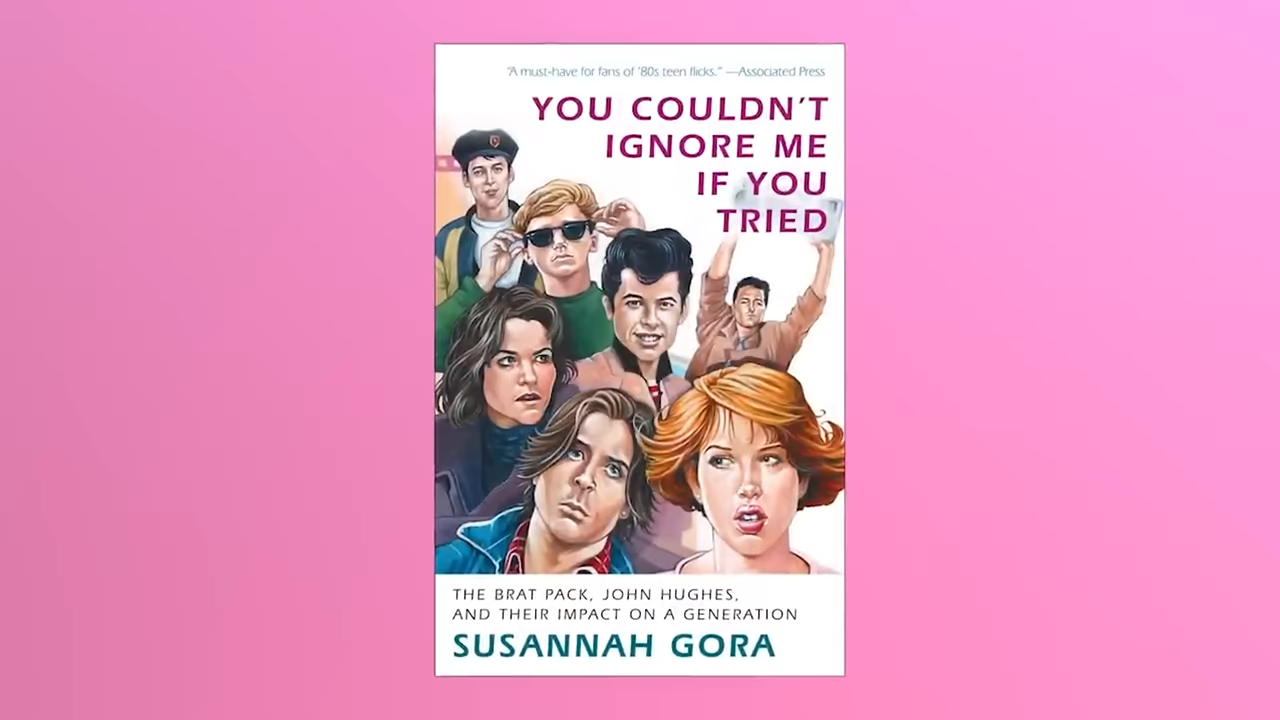 "A must-have for fans of '80s teen flicks." —Associated Press
YOU COULDN'T
IGNORE ME
IF YOU
TRIED
THE BRAT PACK, JOHN HUGHES,
AND THEIR IMPACT ON A GENERATION
SUSANNAH GORA